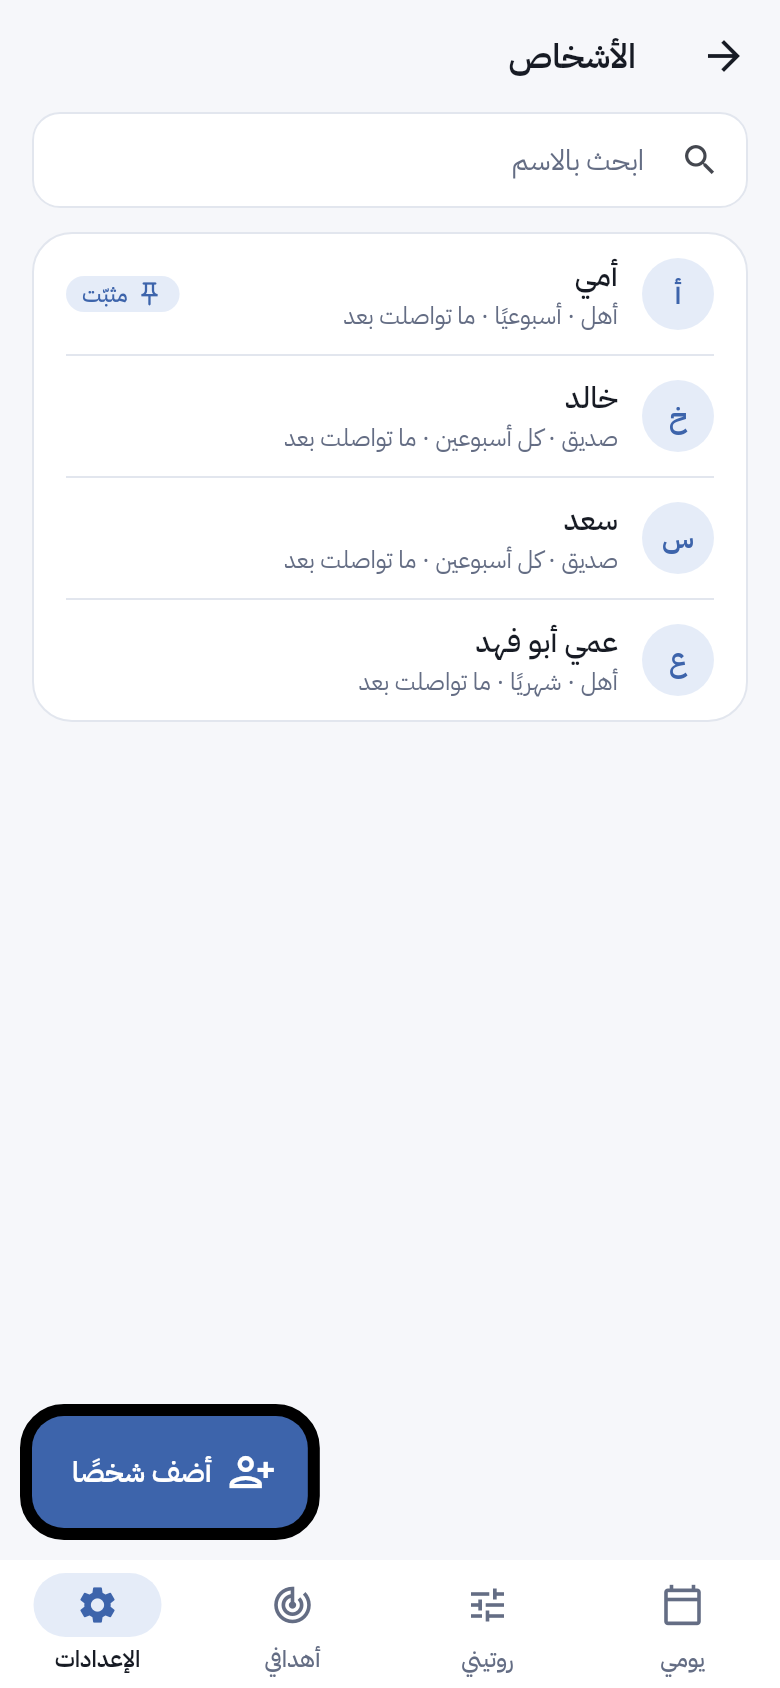 الأشخاص
ابحث بالاسم
أ
أمي
أهل · أسبوعيًا · ما تواصلت بعد
مثبّت
خ
خالد
صديق · كل أسبوعين · ما تواصلت بعد
س
سعد
صديق · كل أسبوعين · ما تواصلت بعد
ع
عمي أبو فهد
أهل · شهريًا · ما تواصلت بعد
أضف شخصًا
يومي
روتيني
أهدافي
الإعدادات